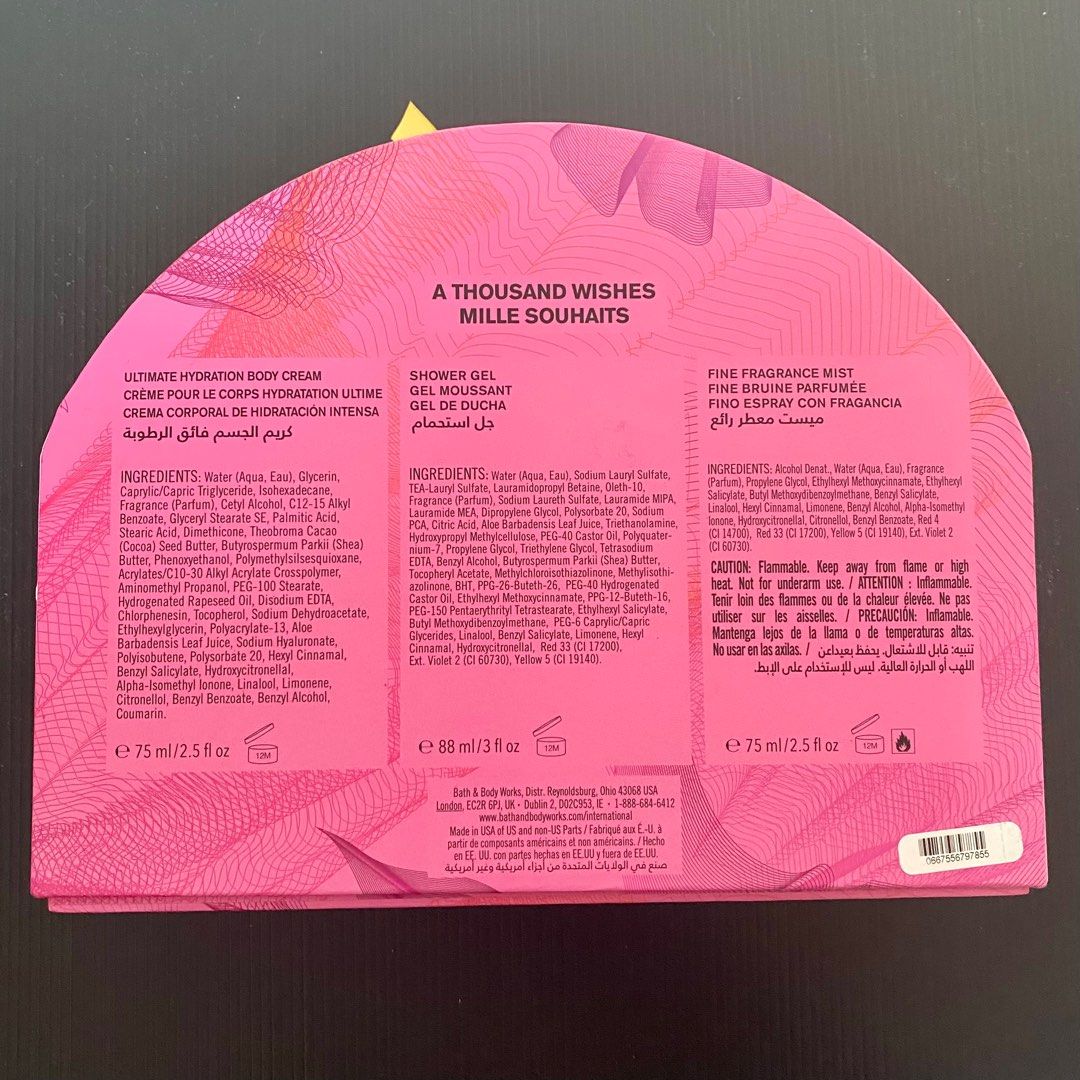 A THOUSAND WISHES
MILLE SOUHAITS
ULTIMATE HYDRATION BODY CREAM
CRÈME POUR LE CORPS HYDRATATION ULTIME
CREMA CORPORAL DE HIDRATACIÓN INTENSA
كريم الجسم فائق الرطوبة
INGREDIENTS: Water (Aqua, Eau), Glycerin,
Caprylic/Capric Triglyceride, Isohexadecane,
Fragrance (Parfum), Cetyl Alcohol, C12-15 Alkyl
Benzoate, Glyceryl Stearate SE, Palmitic Acid,
Stearic Acid, Dimethicone, Theobroma Cacao
(Cocoa) Seed Butter, Butyrospermum Parkii (Shea)
Butter, Phenoxyethanol, Polymethylsilsesquioxane,
Acrylates/C10-30 Alkyl Acrylate Crosspolymer,
Aminomethyl Propanol, PEG-100 Stearate,
Hydrogenated Rapeseed Oil, Disodium EDTA,
Chlorphenesin, Tocopherol, Sodium Dehydroacetate,
Ethylhexylglycerin, Polyacrylate-13, Aloe
Barbadensis Leaf Juice, Sodium Hyaluronate,
Polyisobutene, Polysorbate 20, Hexyl Cinnamal,
Benzyl Salicylate, Hydroxycitronellal,
Alpha-Isomethyl Ionone, Linalool, Limonene,
Citronellol, Benzyl Benzoate, Benzyl Alcohol,
Coumarin.
℮ 75 ml/2.5 fl oz
12M
SHOWER GEL
GEL MOUSSANT
GEL DE DUCHA
جل استحمام
INGREDIENTS: Water (Aqua, Eau), Sodium Lauryl Sulfate,
TEA-Lauryl Sulfate, Lauramidopropyl Betaine, Oleth-10,
Fragrance (Parfum), Sodium Laureth Sulfate, Lauramide MIPA,
Lauramide MEA, Dipropylene Glycol, Polysorbate 20, Sodium
PCA, Citric Acid, Aloe Barbadensis Leaf Juice, Triethanolamine,
Hydroxypropyl Methylcellulose, PEG-40 Castor Oil, Polyquater-
nium-7, Propylene Glycol, Triethylene Glycol, Tetrasodium
EDTA, Benzyl Alcohol, Butyrospermum Parkii (Shea) Butter,
Tocopheryl Acetate, Methylchloroisothiazolinone, Methylisothi-
azolinone, BHT, PPG-26-Buteth-26, PEG-40 Hydrogenated
Castor Oil, Ethylhexyl Methoxycinnamate, PPG-12-Buteth-16,
PEG-150 Pentaerythrityl Tetrastearate, Ethylhexyl Salicylate,
Butyl Methoxydibenzoylmethane, PEG-6 Caprylic/Capric
Glycerides, Linalool, Benzyl Salicylate, Limonene, Hexyl
Cinnamal, Hydroxycitronellal, Red 33 (CI 17200),
Ext. Violet 2 (CI 60730), Yellow 5 (CI 19140).
℮ 88 ml/3 fl oz
12M
FINE FRAGRANCE MIST
FINE BRUINE PARFUMÉE
FINO ESPRAY CON FRAGANCIA
ميست معطر رائع
INGREDIENTS: Alcohol Denat., Water (Aqua, Eau), Fragrance
(Parfum), Propylene Glycol, Ethylhexyl Methoxycinnamate, Ethylhexyl
Salicylate, Butyl Methoxydibenzoylmethane, Benzyl Salicylate,
Linalool, Hexyl Cinnamal, Limonene, Benzyl Alcohol, Alpha-Isomethyl
Ionone, Hydroxycitronellal, Citronellol, Benzyl Benzoate, Red 4
(CI 14700), Red 33 (CI 17200), Yellow 5 (CI 19140), Ext. Violet 2
(CI 60730).
CAUTION: Flammable. Keep away from flame or high
heat. Not for underarm use. / ATTENTION : Inflammable.
Tenir loin des flammes ou de la chaleur élevée. Ne pas
utiliser sur les aisselles. / PRECAUCIÓN: Inflamable.
Mantenga lejos de la llama o de temperaturas altas.
No usar en las axilas. / تنبيه: قابل للاشتعال. يحفظ بعيداعن
اللهب أو الحرارة العالية. ليس للإستخدام على الإبط.
℮ 75 ml/2.5 fl oz
12M
Bath & Body Works, Distr. Reynoldsburg, Ohio 43068 USA
London, EC2R 6PJ, UK • Dublin 2, D02C953, IE • 1-888-684-6412
www.bathandbodyworks.com/international
Made in USA of US and non-US Parts / Fabriqué aux É.-U. à
partir de composants américains et non américains. / Hecho
en EE. UU. con partes hechas en EE.UU y fuera de EE.UU.
صنع في الولايات المتحدة من أجزاء أمريكية وغير أمريكية
0667556797855